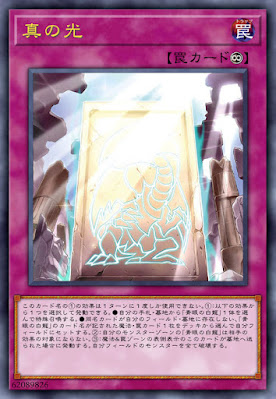 真の光
罠
トラップ
【罠カード】
このカード名の①の効果は1ターンに1度しか使用できない。①：以下の効果か
ら1つを選択して発動できる。●自分の手札・墓地から「青眼の白龍」1体を選
んで特殊召喚する。●同名カードが自分のフィールド・墓地に存在しない、「青
眼の白龍」のカード名が記された魔法・罠カード1枚をデッキから選んで自分フ
ィールドにセットする。②：自分のモンスターゾーンの「青眼の白龍」は相手の
効果の対象にならない。③：魔法&罠ゾーンの表側表示のこのカードが墓地へ送
られた場合に発動する。自分フィールドのモンスターを全て破壊する。
62089826